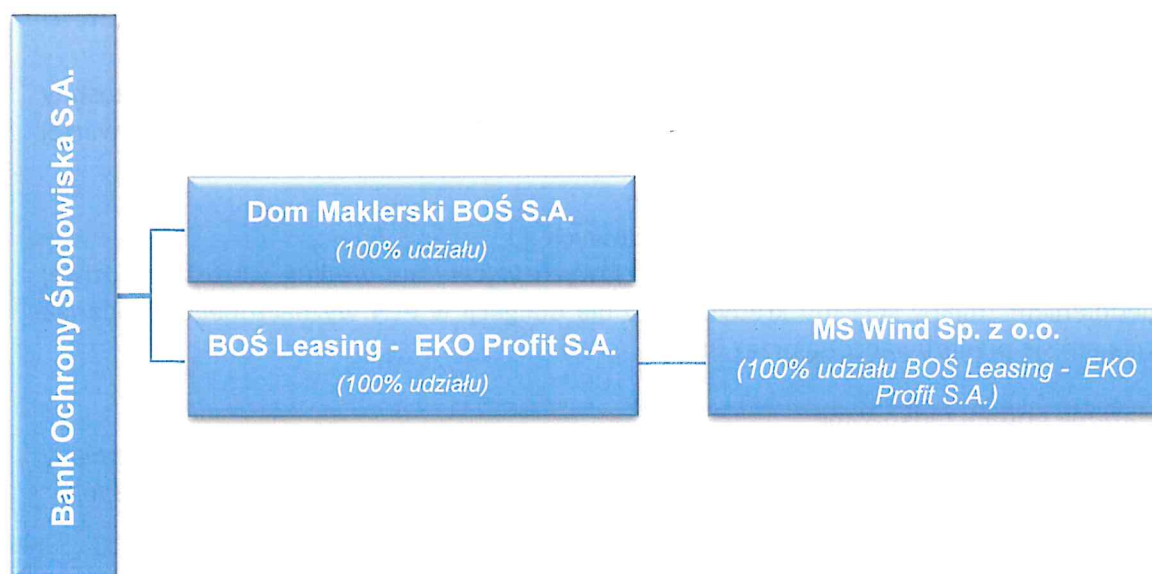 Bank Ochrony Środowiska S.A.
Dom Maklerski BOŚ S.A.
(100% udziału)
BOŚ Leasing - EKO Profit S.A.
(100% udziału)
MS Wind Sp. z o.o.
(100% udziału BOŚ Leasing - EKO
Profit S.A.)